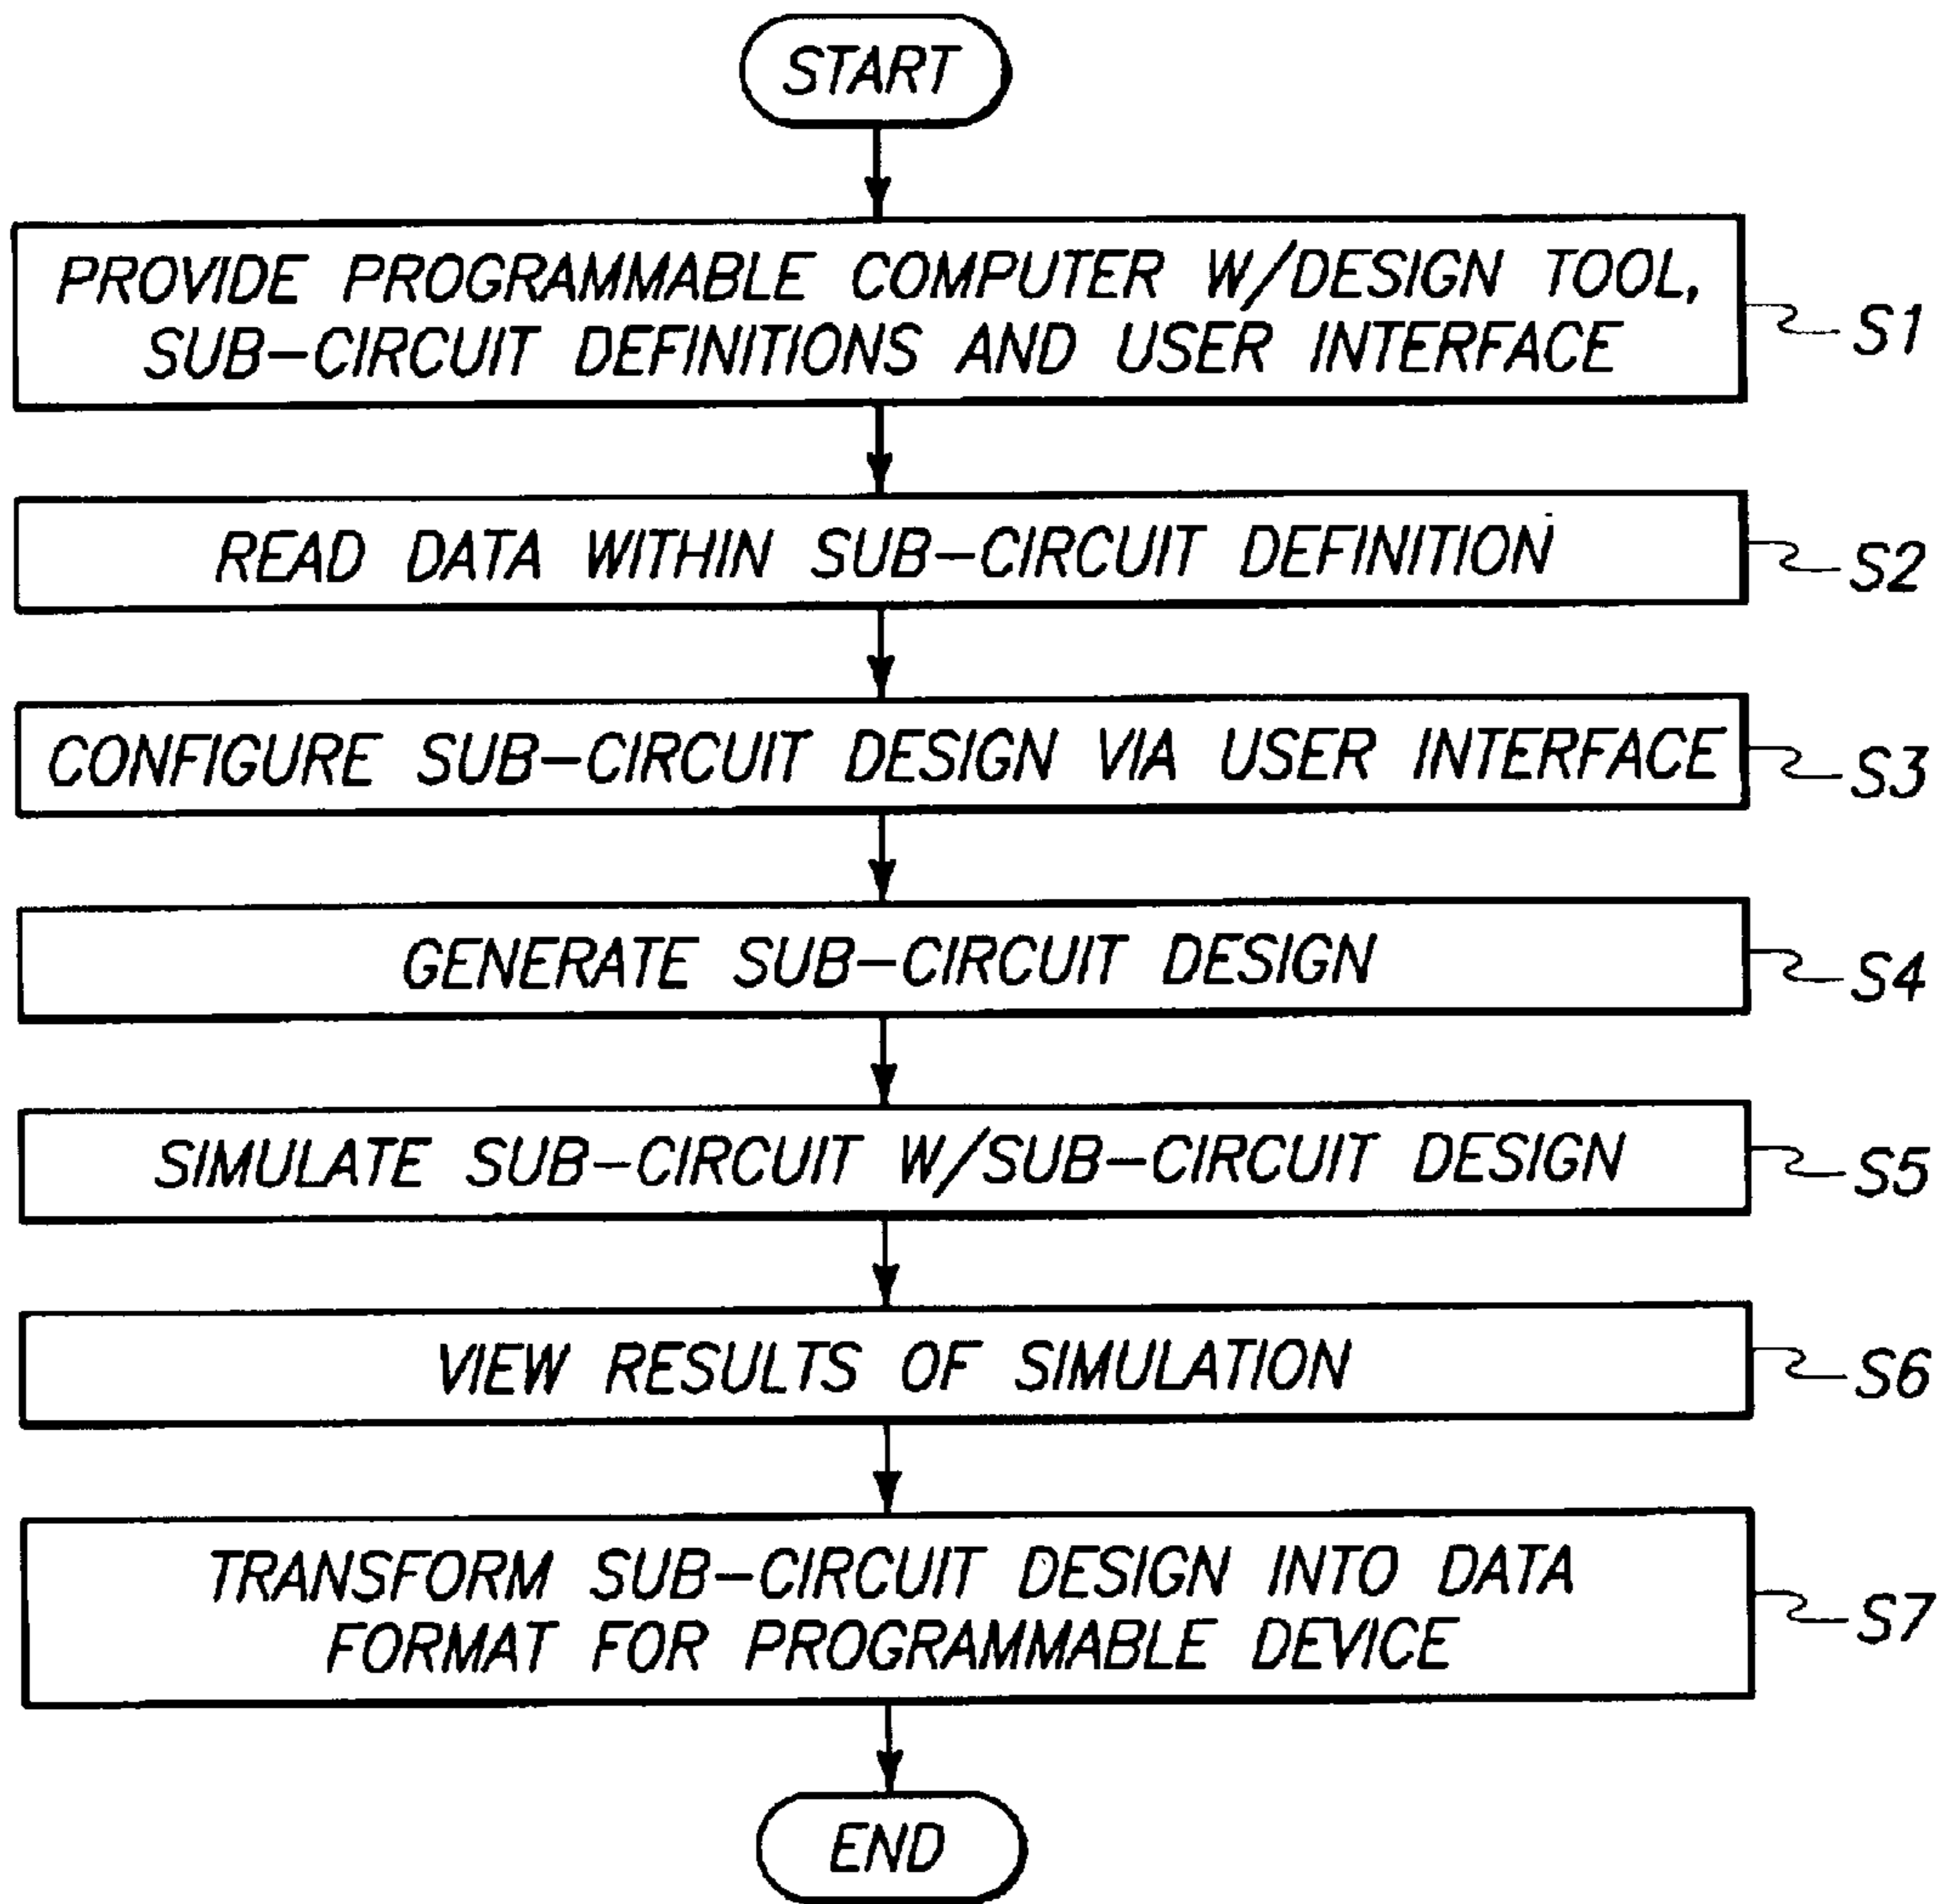 START
PROVIDE PROGRAMMABLE COMPUTER W/DESIGN TOOL,
SUB-CIRCUIT DEFINITIONS AND USER INTERFACE
S1
READ DATA WITHIN SUB-CIRCUIT DEFINITION
S2
CONFIGURE SUB-CIRCUIT DESIGN VIA USER INTERFACE
S3
GENERATE SUB-CIRCUIT DESIGN
S4
SIMULATE SUB-CIRCUIT W/SUB-CIRCUIT DESIGN
S5
VIEW RESULTS OF SIMULATION
S6
TRANSFORM SUB-CIRCUIT DESIGN INTO DATA
FORMAT FOR PROGRAMMABLE DEVICE
S7
END